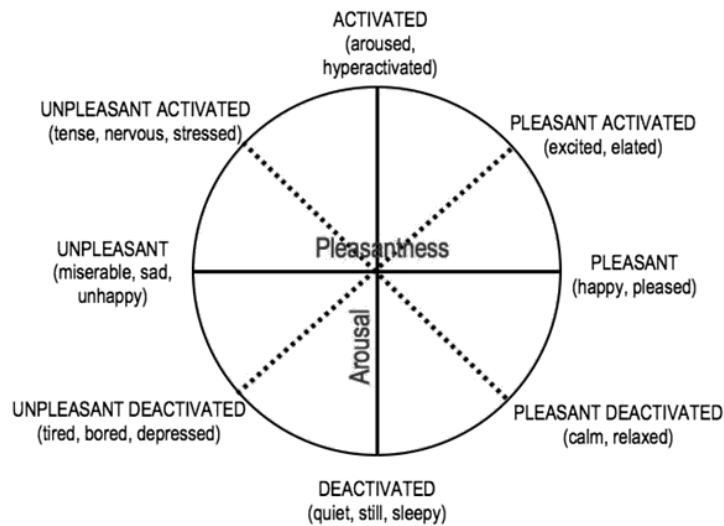 ACTIVATED
(aroused,
hyperactivated)
UNPLEASANT ACTIVATED
(tense, nervous, stressed)
PLEASANT ACTIVATED
(excited, elated)
Pleasantness
UNPLEASANT
(miserable, sad,
unhappy)
PLEASANT
(happy, pleased)
Arousal
UNPLEASANT DEACTIVATED
(tired, bored, depressed)
PLEASANT DEACTIVATED
(calm, relaxed)
DEACTIVATED
(quiet, still, sleepy)